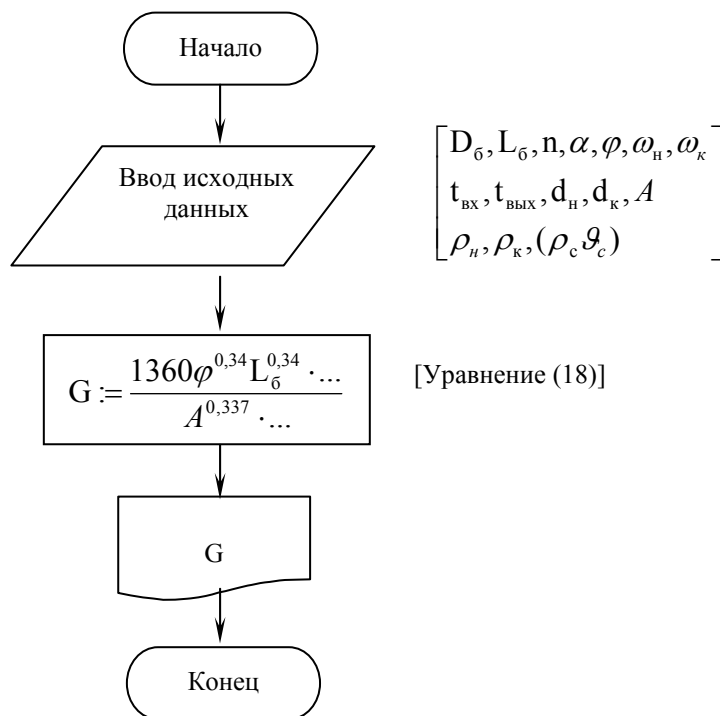 Начало
Ввод исходных
данных
D_б, L_б, n, α, φ, ω_н, ω_к
t_вх, t_вых, d_н, d_к, A
ρ_н, ρ_к, (ρ_с ϑ_c)
G := 1360φ^0,34 L_б^0,34 · ... / A^0,337 · ...
[Уравнение (18)]
G
Конец